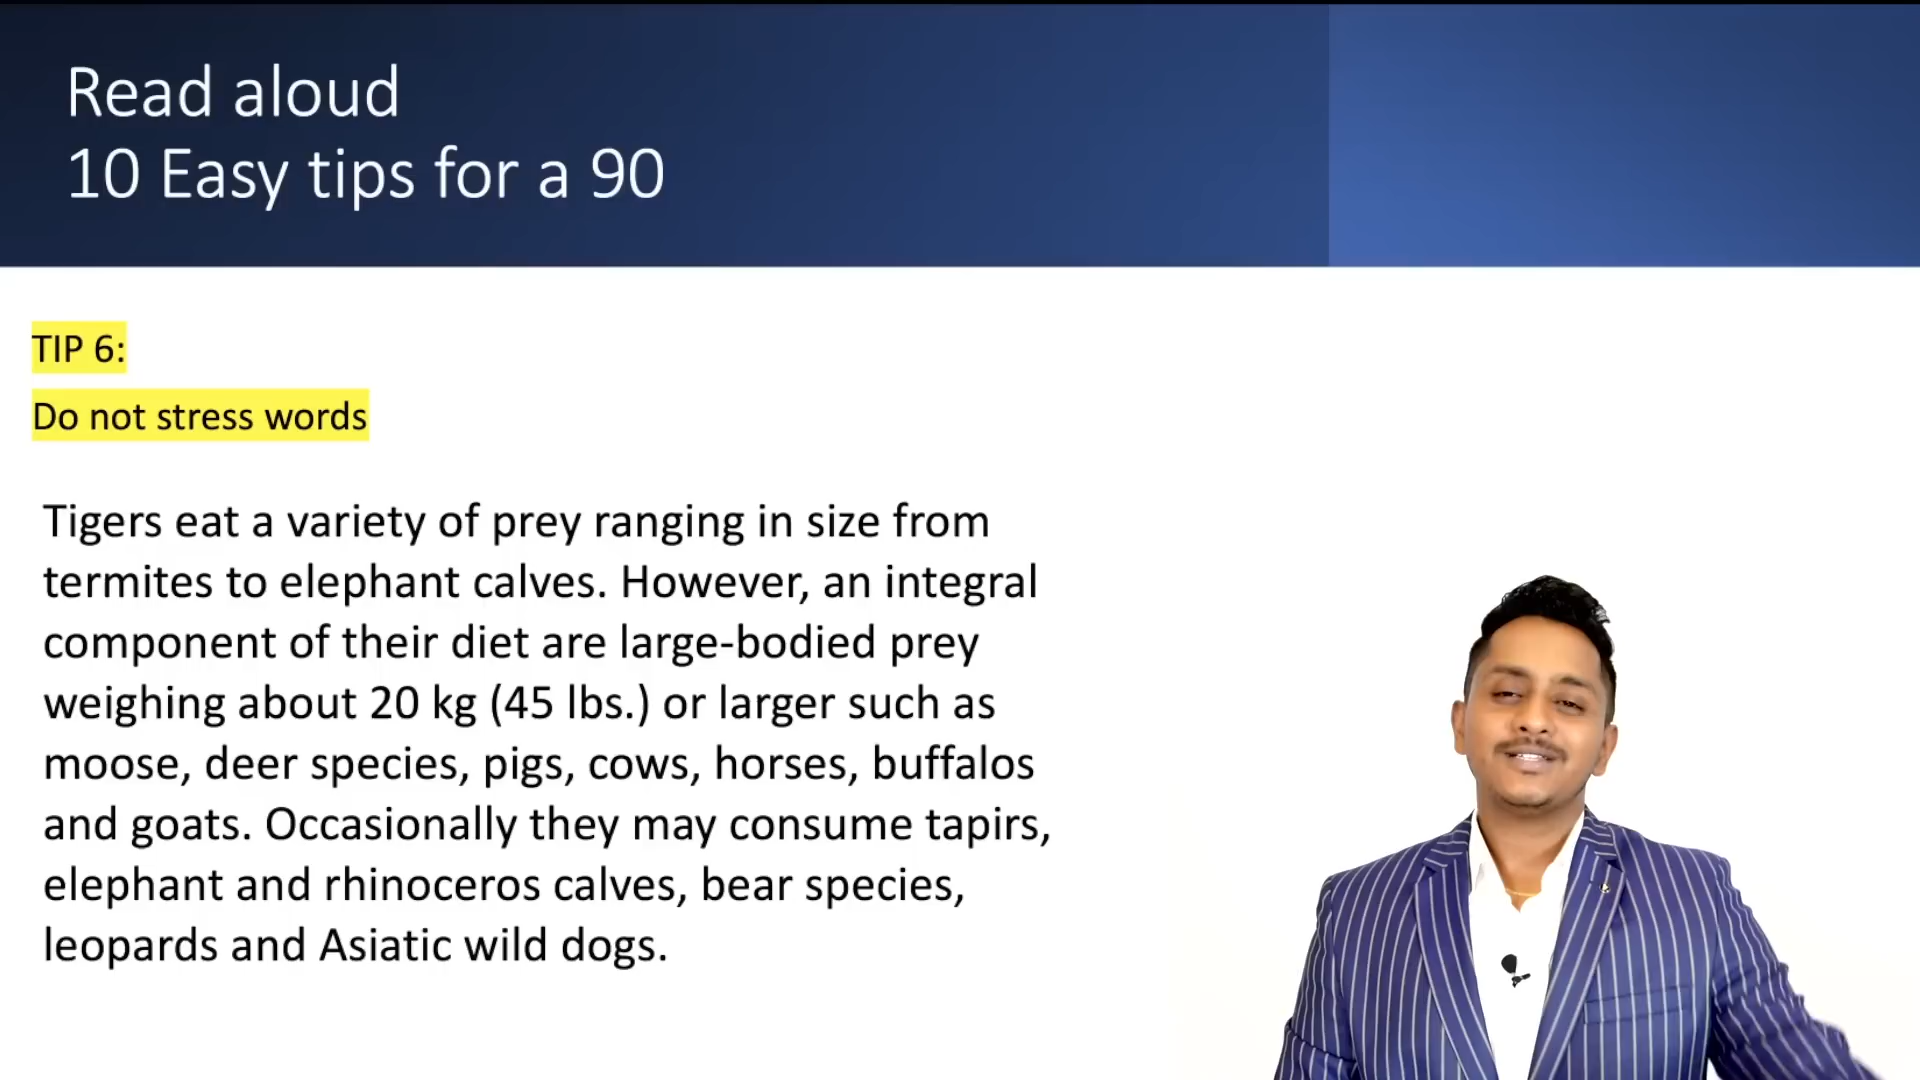 Read aloud
10 Easy tips for a 90
TIP 6:
Do not stress words
Tigers eat a variety of prey ranging in size from
termites to elephant calves. However, an integral
component of their diet are large-bodied prey
weighing about 20 kg (45 lbs.) or larger such as
moose, deer species, pigs, cows, horses, buffalos
and goats. Occasionally they may consume tapirs,
elephant and rhinoceros calves, bear species,
leopards and Asiatic wild dogs.